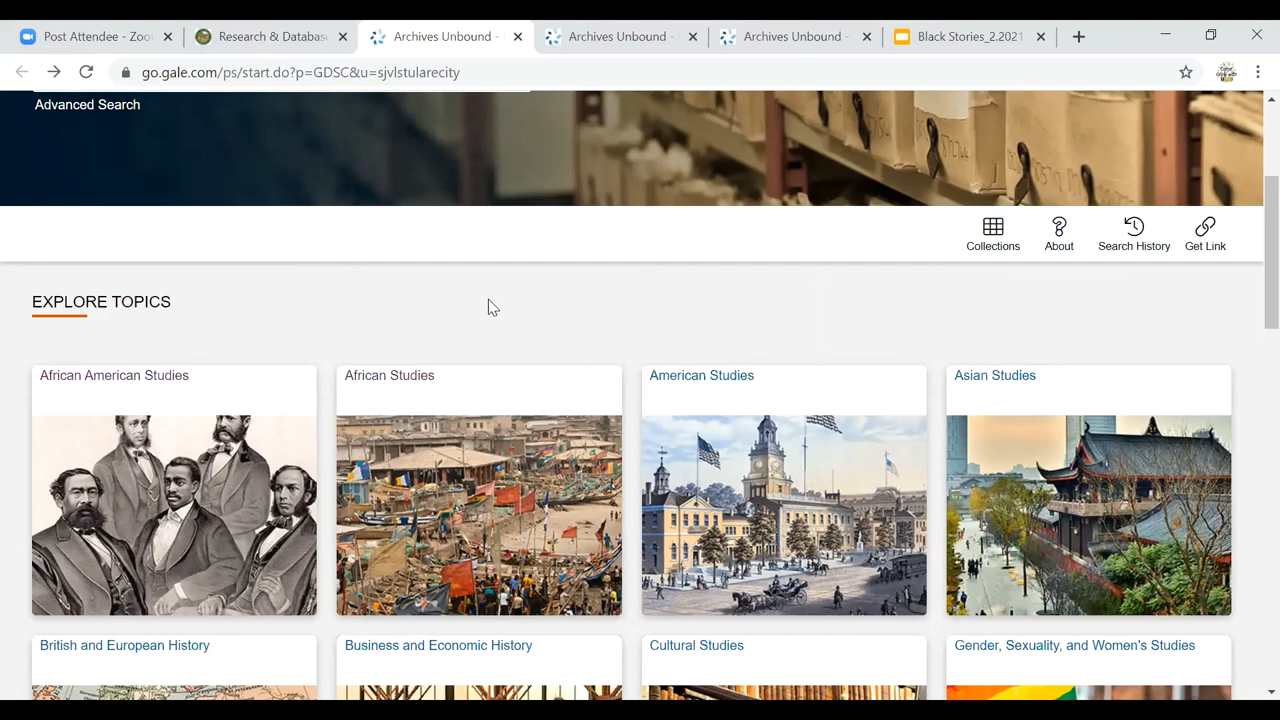 Post Attendee - Zoo
Research & Databas
Archives Unbound -
Archives Unbound -
Archives Unbound -
Black Stories_2.2021
go.gale.com/ps/start.do?p=GDSC&u=sjvlstularecity
Advanced Search
Collections
About
Search History
Get Link
EXPLORE TOPICS
African American Studies
African Studies
American Studies
Asian Studies
British and European History
Business and Economic History
Cultural Studies
Gender, Sexuality, and Women's Studies